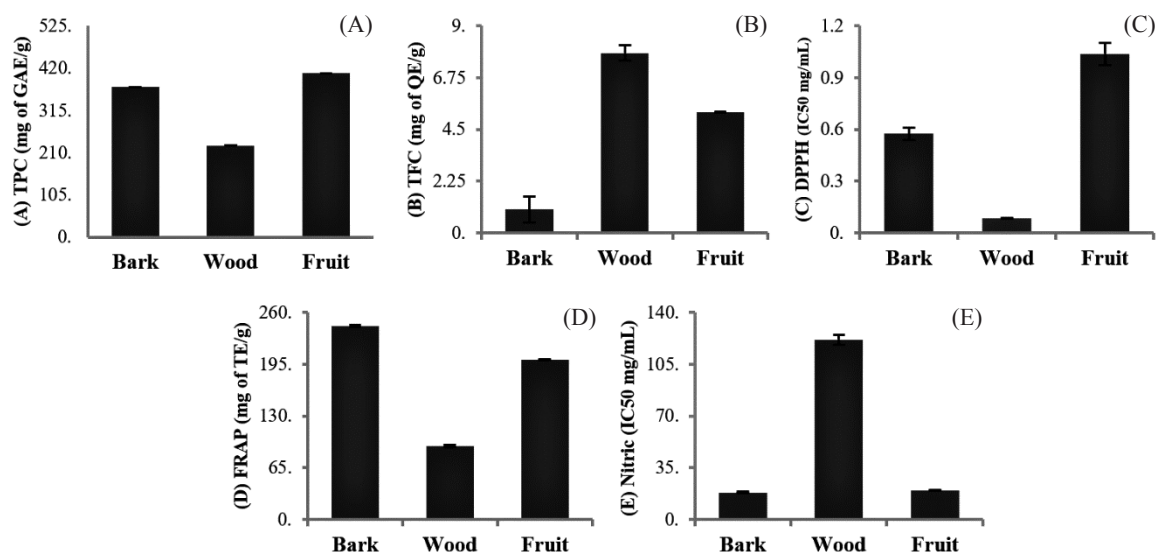 (A)
(A) TPC (mg of GAE/g)
525.
420.
315.
210.
105.
0.
Bark Wood Fruit
(B)
(B) TFC (mg of QE/g)
9.
6.75
4.5
2.25
0.
Bark Wood Fruit
(C)
(C) DPPH (IC50 mg/mL)
1.2
0.9
0.6
0.3
0.
Bark Wood Fruit
(D)
(D) FRAP (mg of TE/g)
260.
195.
130.
65.
0.
Bark Wood Fruit
(E)
(E) Nitric (IC50 mg/mL)
140.
105.
70.
35.
0.
Bark Wood Fruit